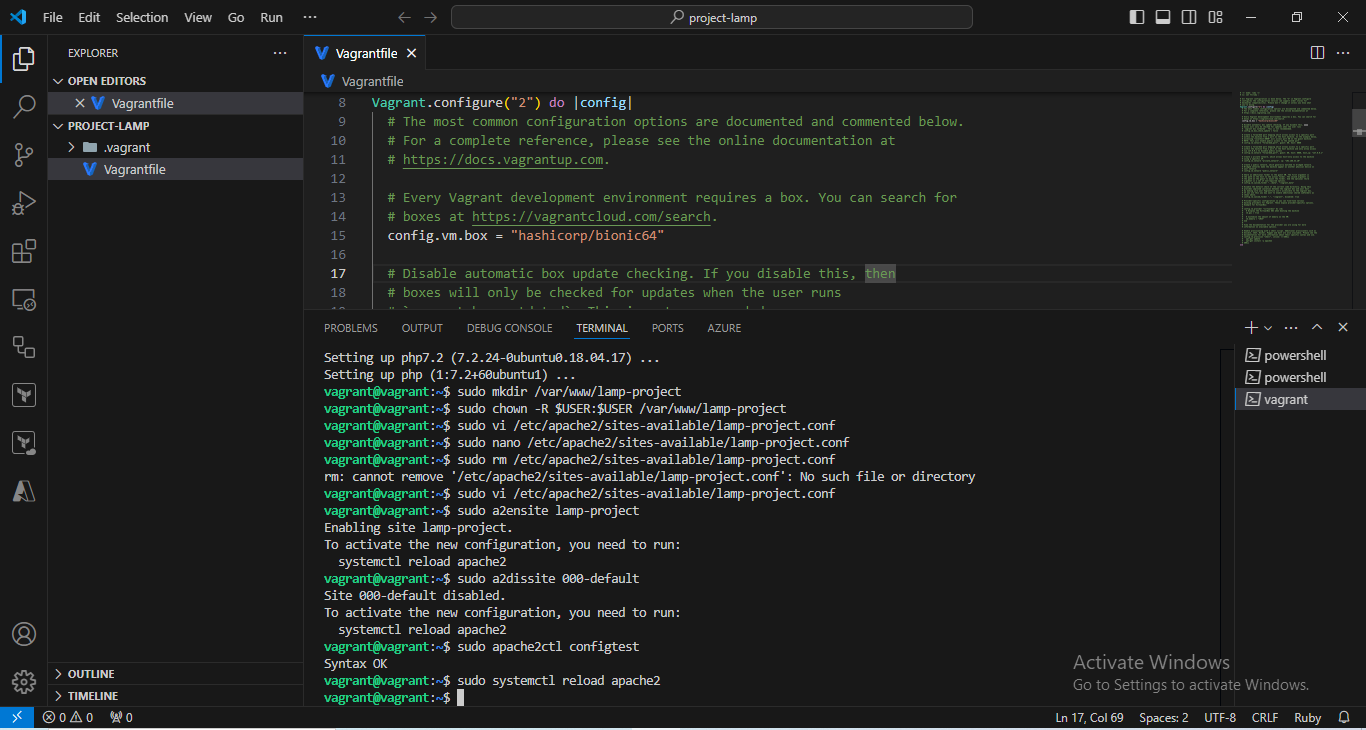 File Edit Selection View Go Run ···
project-lamp
EXPLORER
OPEN EDITORS
Vagrantfile
PROJECT-LAMP
.vagrant
Vagrantfile
OUTLINE
TIMELINE
Vagrantfile
Vagrantfile
8 Vagrant.configure("2") do |config|
9 # The most common configuration options are documented and commented below.
10 # For a complete reference, please see the online documentation at
11 # https://docs.vagrantup.com.
12
13 # Every Vagrant development environment requires a box. You can search for
14 # boxes at https://vagrantcloud.com/search.
15 config.vm.box = "hashicorp/bionic64"
16
17 # Disable automatic box update checking. If you disable this, then
18 # boxes will only be checked for updates when the user runs
PROBLEMS OUTPUT DEBUG CONSOLE TERMINAL PORTS AZURE
Setting up php7.2 (7.2.24-0ubuntu0.18.04.17) ...
Setting up php (1:7.2+60ubuntu1) ...
vagrant@vagrant:~$ sudo mkdir /var/www/lamp-project
vagrant@vagrant:~$ sudo chown -R $USER:$USER /var/www/lamp-project
vagrant@vagrant:~$ sudo vi /etc/apache2/sites-available/lamp-project.conf
vagrant@vagrant:~$ sudo nano /etc/apache2/sites-available/lamp-project.conf
vagrant@vagrant:~$ sudo rm /etc/apache2/sites-available/lamp-project.conf
rm: cannot remove '/etc/apache2/sites-available/lamp-project.conf': No such file or directory
vagrant@vagrant:~$ sudo vi /etc/apache2/sites-available/lamp-project.conf
vagrant@vagrant:~$ sudo a2ensite lamp-project
Enabling site lamp-project.
To activate the new configuration, you need to run:
systemctl reload apache2
vagrant@vagrant:~$ sudo a2dissite 000-default
Site 000-default disabled.
To activate the new configuration, you need to run:
systemctl reload apache2
vagrant@vagrant:~$ sudo apache2ctl configtest
Syntax OK
vagrant@vagrant:~$ sudo systemctl reload apache2
vagrant@vagrant:~$
powershell
powershell
vagrant
Activate Windows
Go to Settings to activate Windows.
0 0 0
Ln 17, Col 69 Spaces: 2 UTF-8 CRLF Ruby